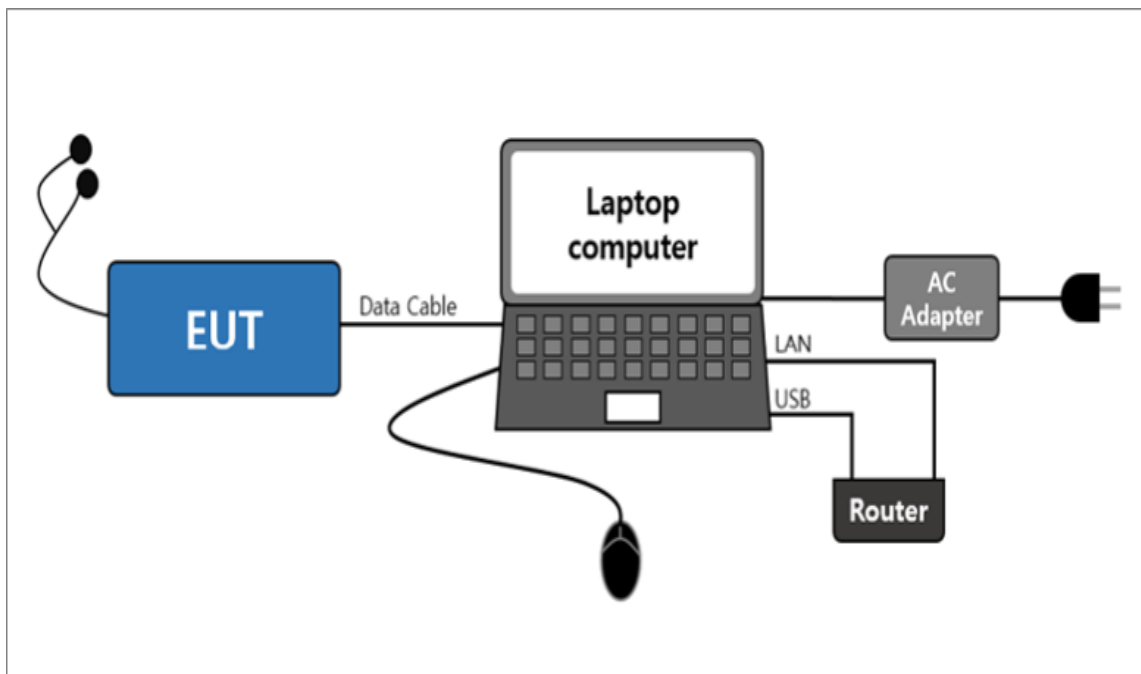 Laptop
computer
AC
Adapter
EUT
Data Cable
LAN
USB
Router